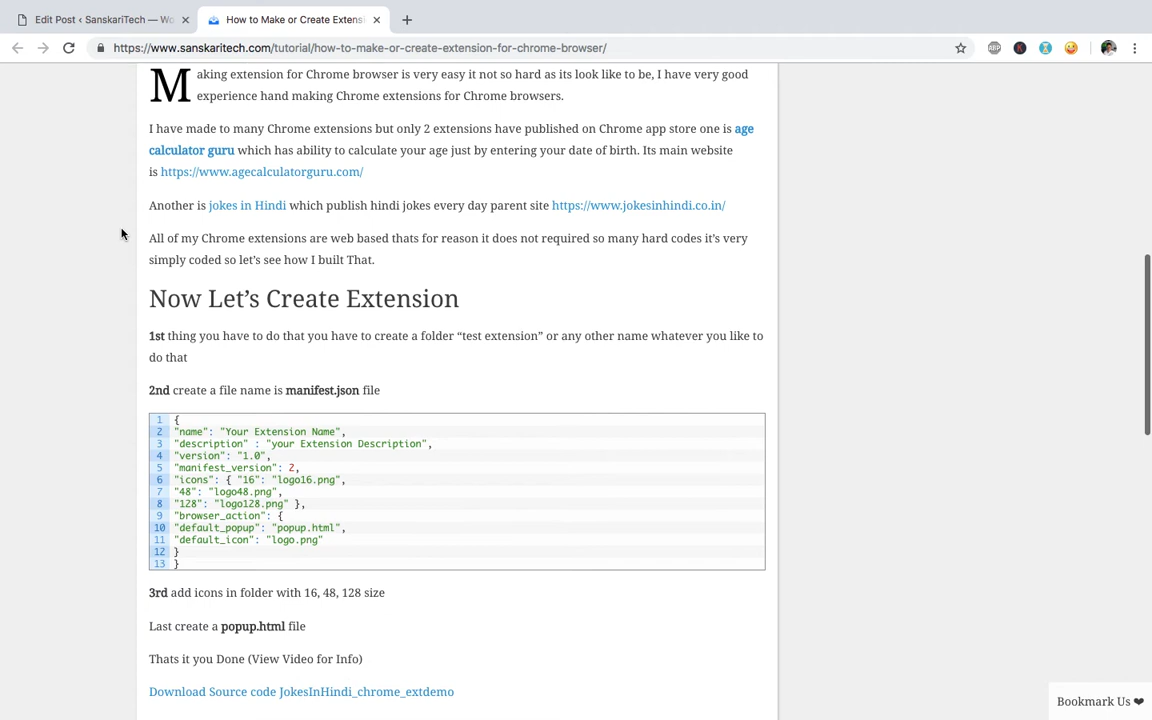 Edit Post ‹ SanskariTech — Wo
How to Make or Create Extensi
https://www.sanskaritech.com/tutorial/how-to-make-or-create-extension-for-chrome-browser/
ABP
K
Making extension for Chrome browser is very easy it not so hard as its look like to be, I have very good
experience hand making Chrome extensions for Chrome browsers.
I have made to many Chrome extensions but only 2 extensions have published on Chrome app store one is age
calculator guru which has ability to calculate your age just by entering your date of birth. Its main website
is https://www.agecalculatorguru.com/
Another is jokes in Hindi which publish hindi jokes every day parent site https://www.jokesinhindi.co.in/
All of my Chrome extensions are web based thats for reason it does not required so many hard codes it’s very
simply coded so let’s see how I built That.
Now Let’s Create Extension
1st thing you have to do that you have to create a folder “test extension” or any other name whatever you like to
do that
2nd create a file name is manifest.json file
1 {
2 "name": "Your Extension Name",
3 "description" : "your Extension Description",
4 "version": "1.0",
5 "manifest_version": 2,
6 "icons": { "16": "logo16.png",
7 "48": "logo48.png",
8 "128": "logo128.png" },
9 "browser_action": {
10 "default_popup": "popup.html",
11 "default_icon": "logo.png"
12 }
13 }
3rd add icons in folder with 16, 48, 128 size
Last create a popup.html file
Thats it you Done (View Video for Info)
Download Source code JokesInHindi_chrome_extdemo
Bookmark Us ❤